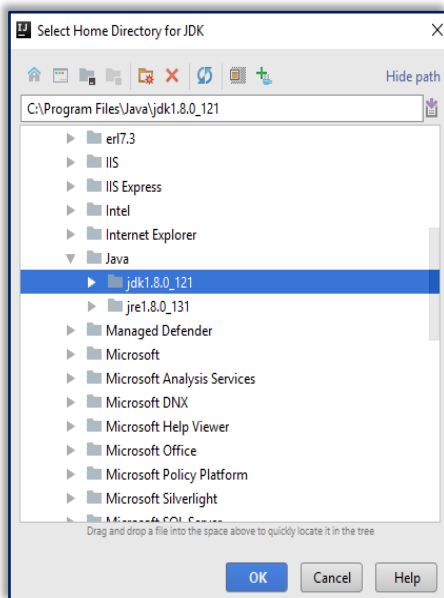 Select Home Directory for JDK
Hide path
C:\Program Files\Java\jdk1.8.0_121
erl7.3
IIS
IIS Express
Intel
Internet Explorer
Java
jdk1.8.0_121
jre1.8.0_131
Managed Defender
Microsoft
Microsoft Analysis Services
Microsoft DNX
Microsoft Help Viewer
Microsoft Office
Microsoft Policy Platform
Microsoft Silverlight
Microsoft SQL Server
Drag and drop a file into the space above to quickly locate it in the tree
OK Cancel Help